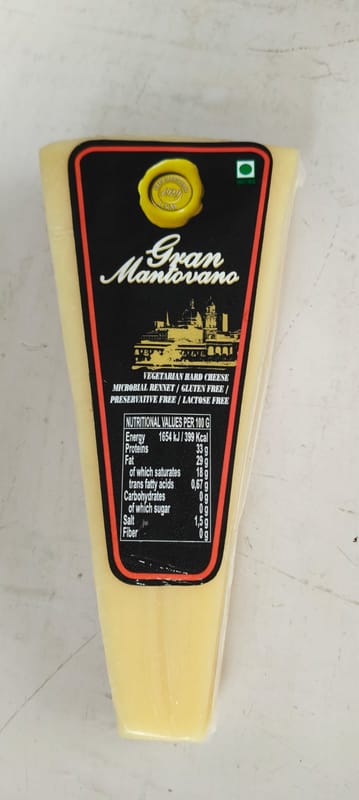 Gran
Mantovano
VEGETARIAN HARD CHEESE
MICROBIAL RENNET / GLUTEN FREE /
PRESERVATIVE FREE / LACTOSE FREE
NUTRITIONAL VALUES PER 100 G
Energy 1654 kJ / 399 Kcal
Proteins 33 g
Fat 29 g
of which saturates 18 g
trans fatty acids 0,67 g
Carbohydrates 0 g
of which sugar 0 g
Salt 1,5 g
Fiber 0 g